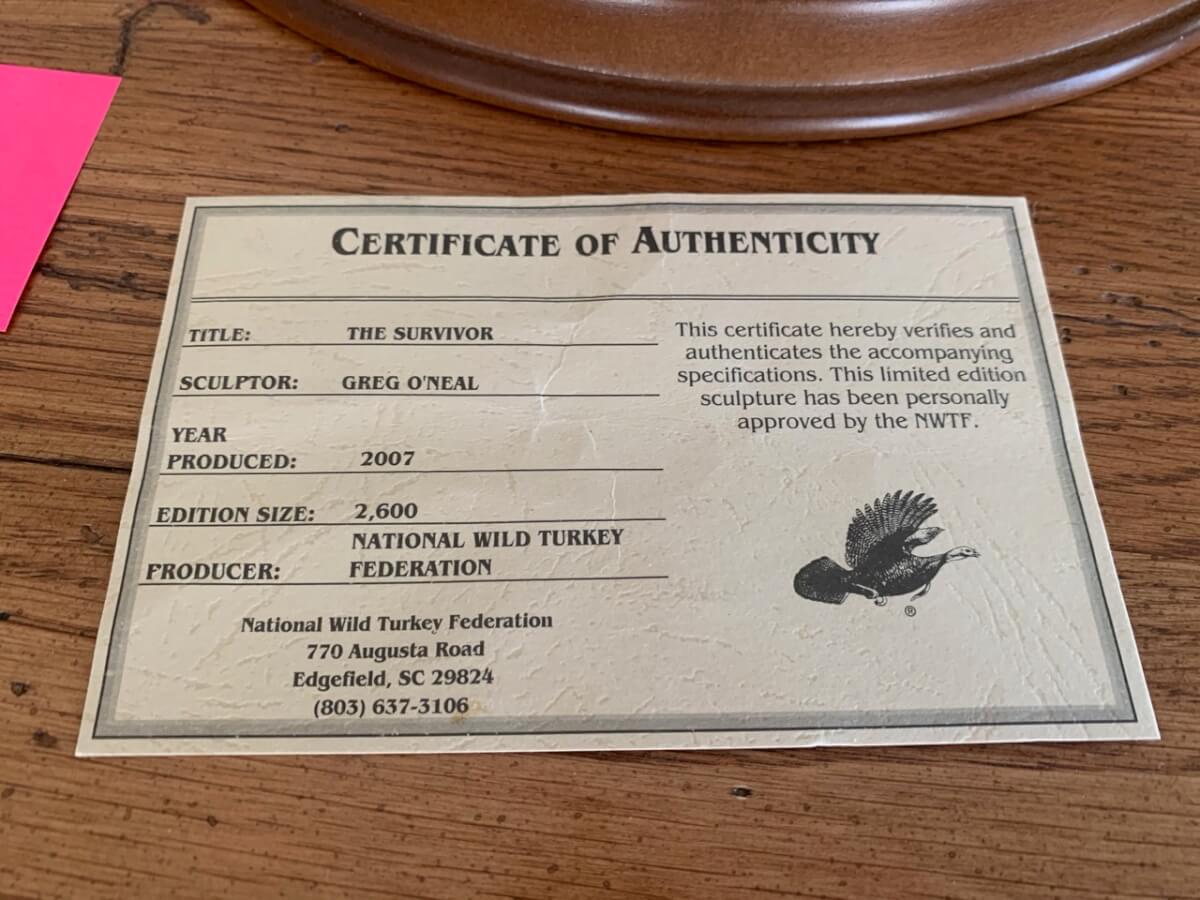 CERTIFICATE OF AUTHENTICITY
TITLE: THE SURVIVOR
SCULPTOR: GREG O'NEAL
YEAR
PRODUCED: 2007
EDITION SIZE: 2,600
NATIONAL WILD TURKEY
PRODUCER: FEDERATION
National Wild Turkey Federation
770 Augusta Road
Edgefield, SC 29824
(803) 637-3106
This certificate hereby verifies and
authenticates the accompanying
specifications. This limited edition
sculpture has been personally
approved by the NWTF.
®